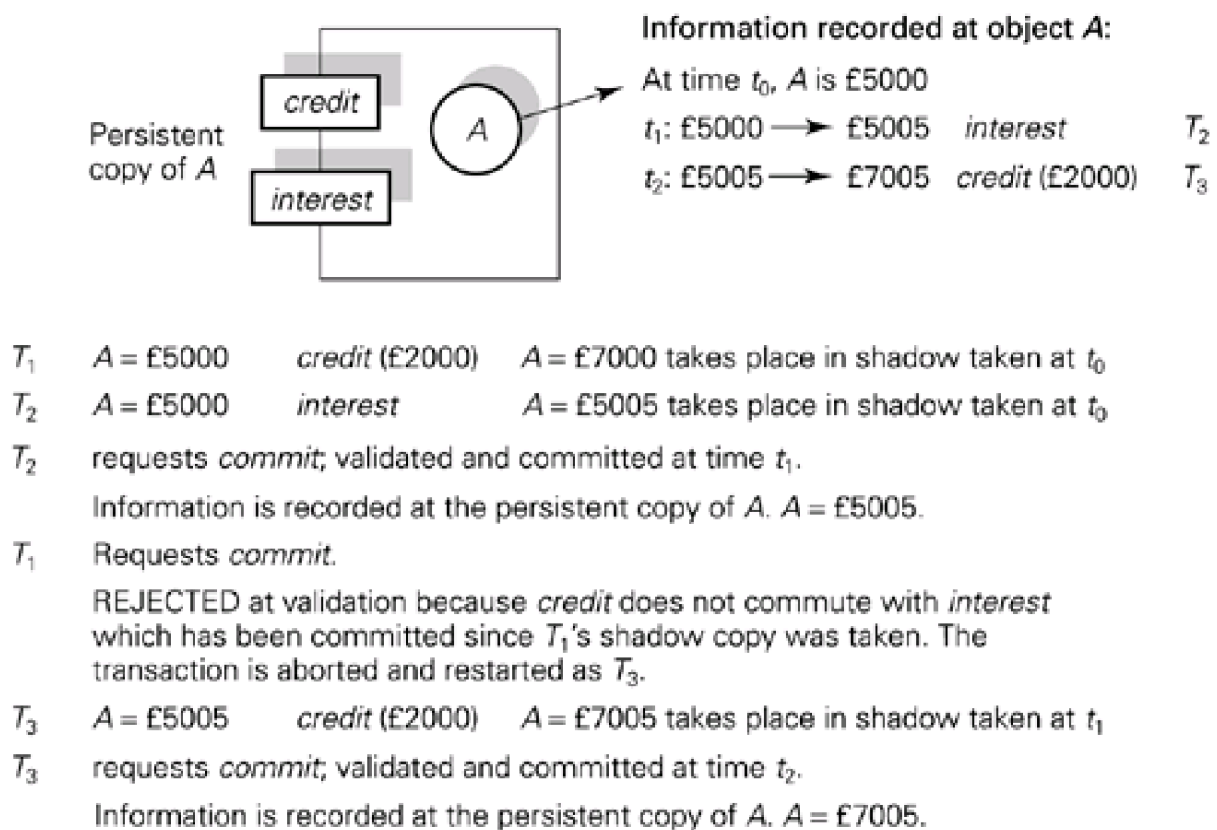 Information recorded at object A:
At time t₀, A is £5000
t₁: £5000 → £5005 interest T₂
t₂: £5005 → £7005 credit (£2000) T₃
credit
A
Persistent
copy of A
interest
T₁ A = £5000 credit (£2000) A = £7000 takes place in shadow taken at t₀
T₂ A = £5000 interest A = £5005 takes place in shadow taken at t₀
T₂ requests commit; validated and committed at time t₁.
Information is recorded at the persistent copy of A. A = £5005.
T₁ Requests commit.
REJECTED at validation because credit does not commute with interest
which has been committed since T₁'s shadow copy was taken. The
transaction is aborted and restarted as T₃.
T₃ A = £5005 credit (£2000) A = £7005 takes place in shadow taken at t₁
T₃ requests commit; validated and committed at time t₂.
Information is recorded at the persistent copy of A. A = £7005.